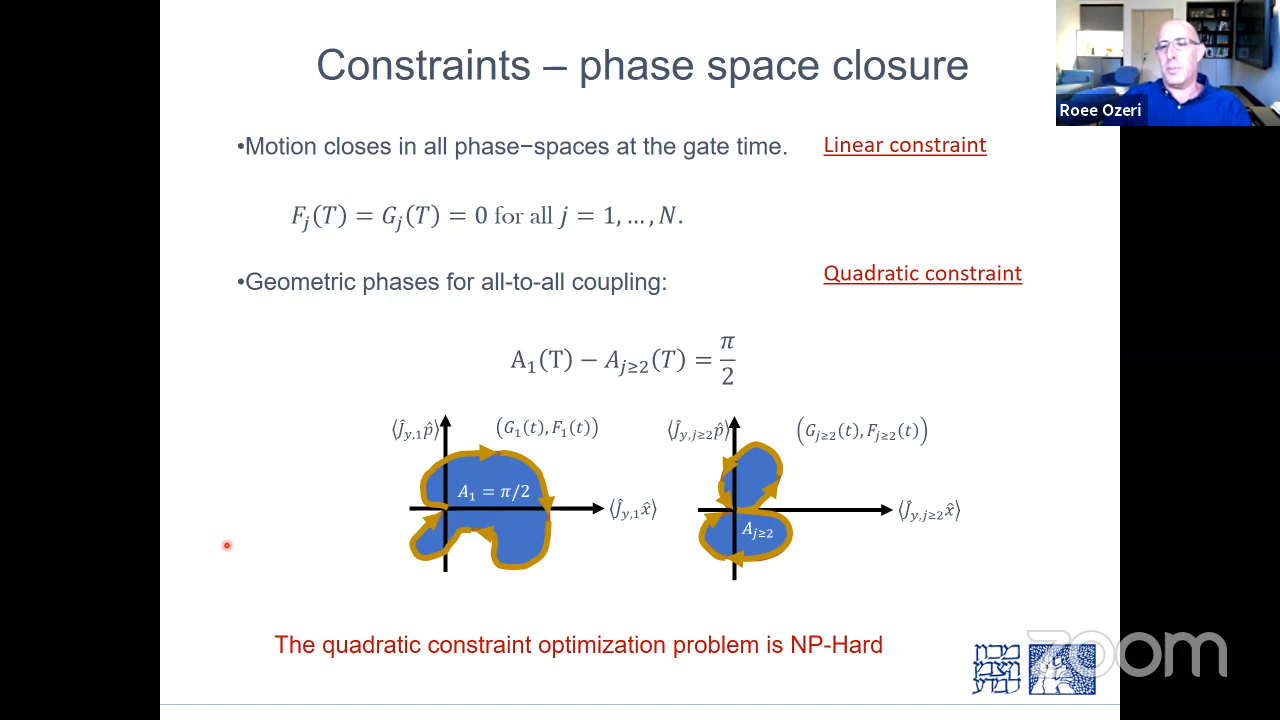 Constraints – phase space closure
Roee Ozeri
•Motion closes in all phase−spaces at the gate time.
Linear constraint
F_j(T) = G_j(T) = 0 for all j = 1, … , N.
Quadratic constraint
•Geometric phases for all-to-all coupling:
A_1(T) − A_{j≥2}(T) = π/2
⟨Ĵ_{y,1}p̂⟩
(G_1(t), F_1(t))
⟨Ĵ_{y,j≥2}p̂⟩
(G_{j≥2}(t), F_{j≥2}(t))
A_1 = π/2
⟨Ĵ_{y,1}x̂⟩
A_{j≥2}
⟨Ĵ_{y,j≥2}x̂⟩
The quadratic constraint optimization problem is NP-Hard
מכון
ויצמן
למדע
zoom